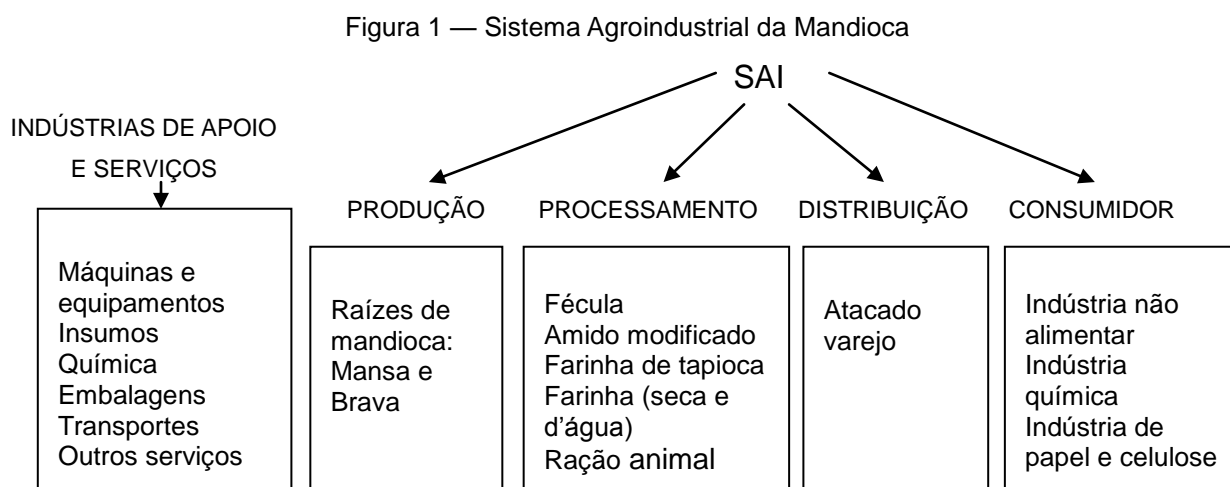 Figura 1 — Sistema Agroindustrial da Mandioca
SAI
INDÚSTRIAS DE APOIO
E SERVIÇOS
PRODUÇÃO
PROCESSAMENTO
DISTRIBUIÇÃO
CONSUMIDOR
Máquinas e
equipamentos
Insumos
Química
Embalagens
Transportes
Outros serviços
Raízes de
mandioca:
Mansa e
Brava
Fécula
Amido modificado
Farinha de tapioca
Farinha (seca e
d’água)
Ração animal
Atacado
varejo
Indústria não
alimentar
Indústria
química
Indústria de
papel e celulose